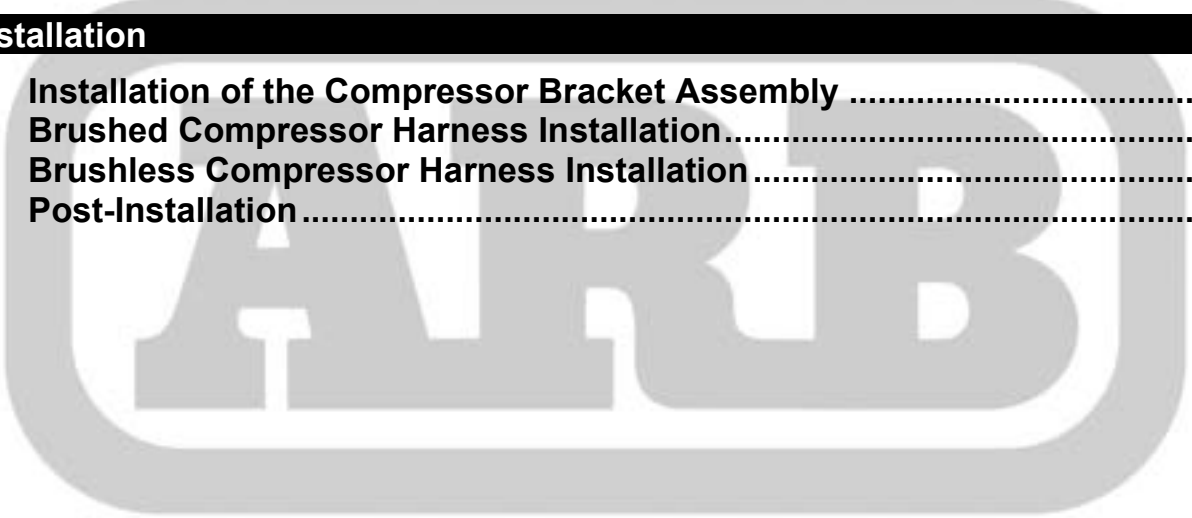 stallation
Installation of the Compressor Bracket Assembly ....................................
Brushed Compressor Harness Installation.................................................
Brushless Compressor Harness Installation..............................................
Post-Installation.............................................................................................
ARB